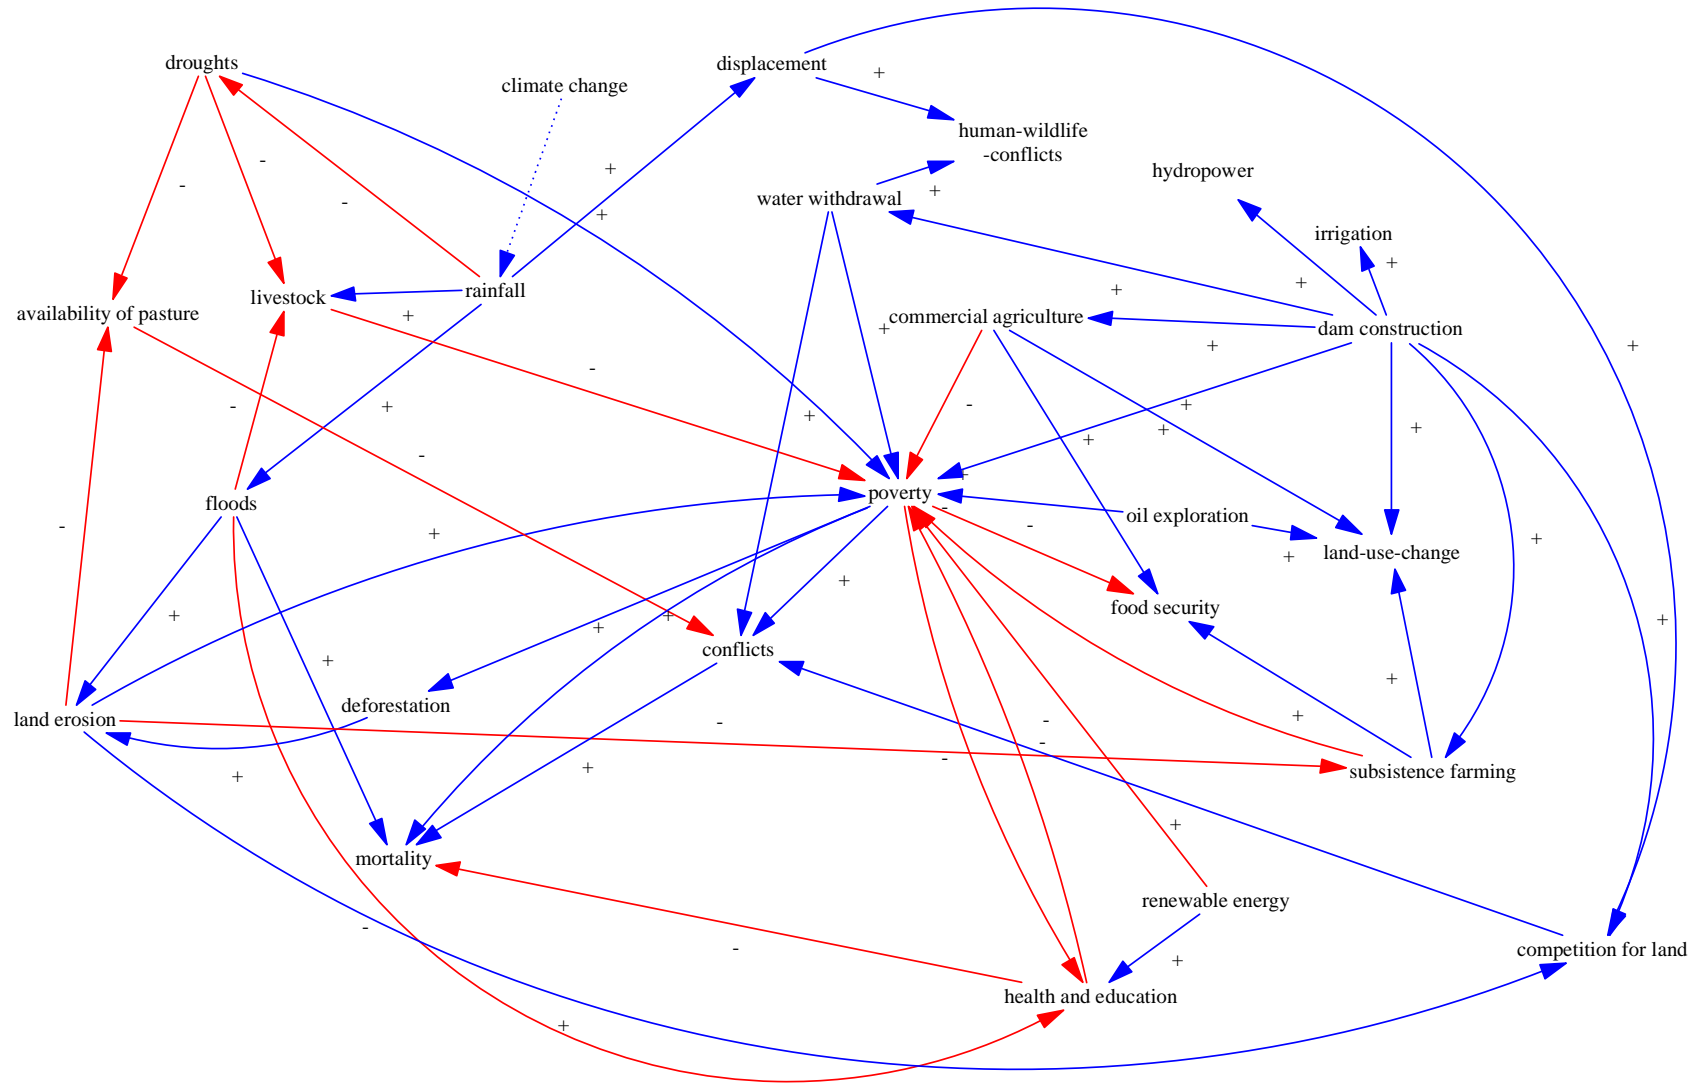 droughts
displacement
climate change
human-wildlife
-conflicts
hydropower
water withdrawal
irrigation
rainfall
livestock
availability of pasture
commercial agriculture
dam construction
poverty
floods
oil exploration
land-use-change
food security
conflicts
deforestation
land erosion
subsistence farming
mortality
renewable energy
competition for land
health and education
+
-
-
-
+
+
+
+
+
+
+
+
+
-
+
+
+
-
-
+
+
+
+
+
-
-
+
-
-
-
+
+
+
+
+
+
+
+
+
+
-
-
+
-
-
+
+
-
-
+
+